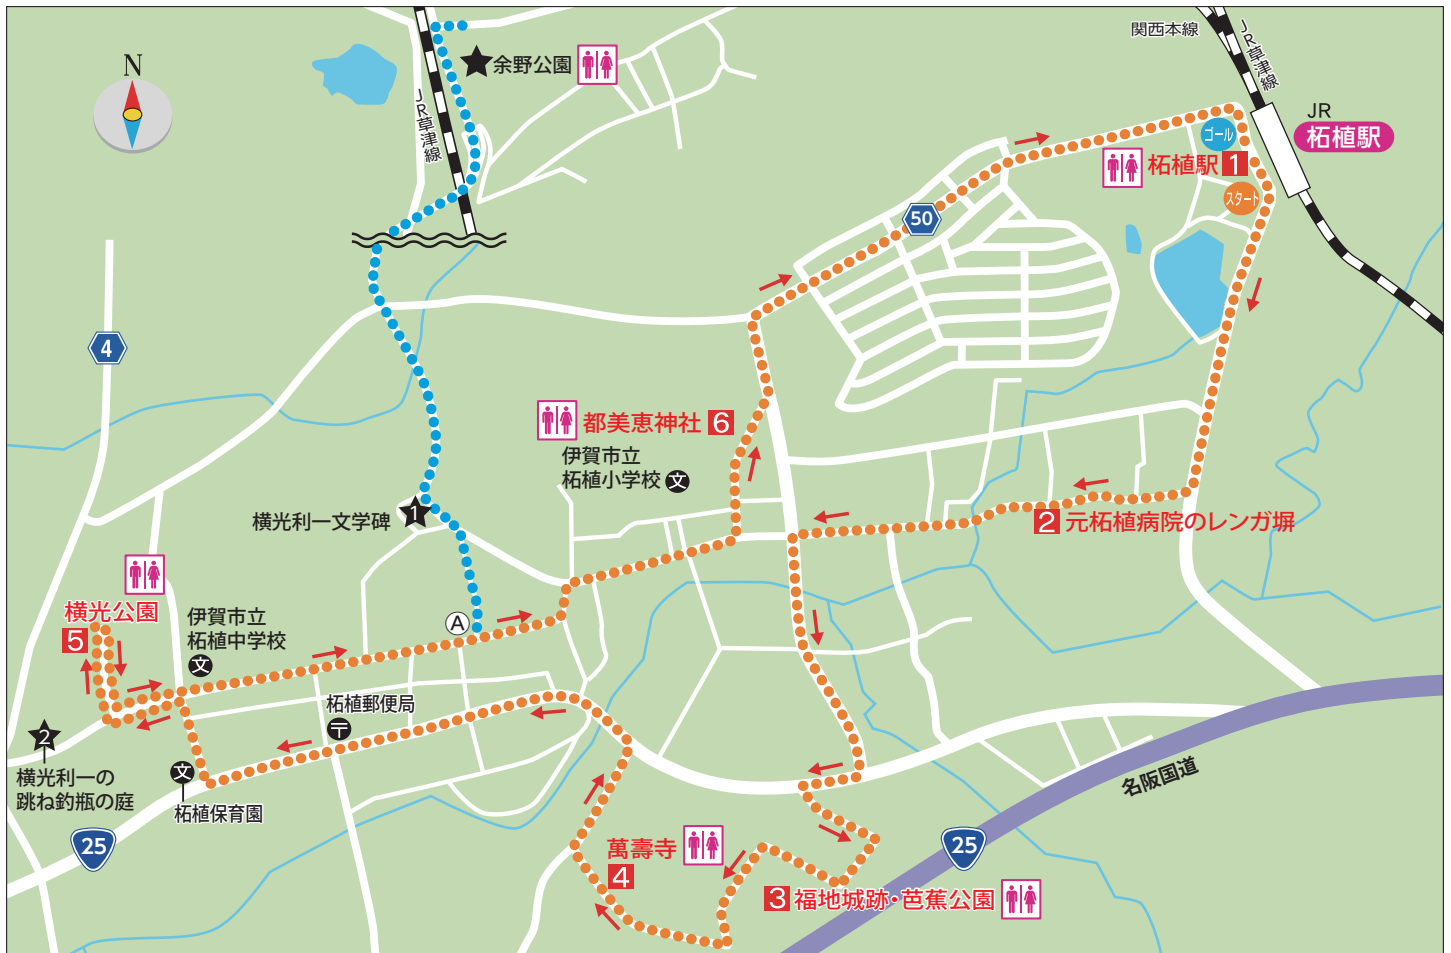 関西本線
JR草津線
JR
柘植駅
N
余野公園
JR草津線
ゴール
柘植駅 1
スタート
50
4
都美恵神社 6
伊賀市立
柘植小学校 文
1
横光利一文学碑
2 元柘植病院のレンガ塀
横光公園
5
伊賀市立
柘植中学校
文
A
柘植郵便局
〒
2
横光利一の
跳ね釣瓶の庭
文
柘植保育園
25
名阪国道
25
萬壽寺
4
3 福地城跡・芭蕉公園